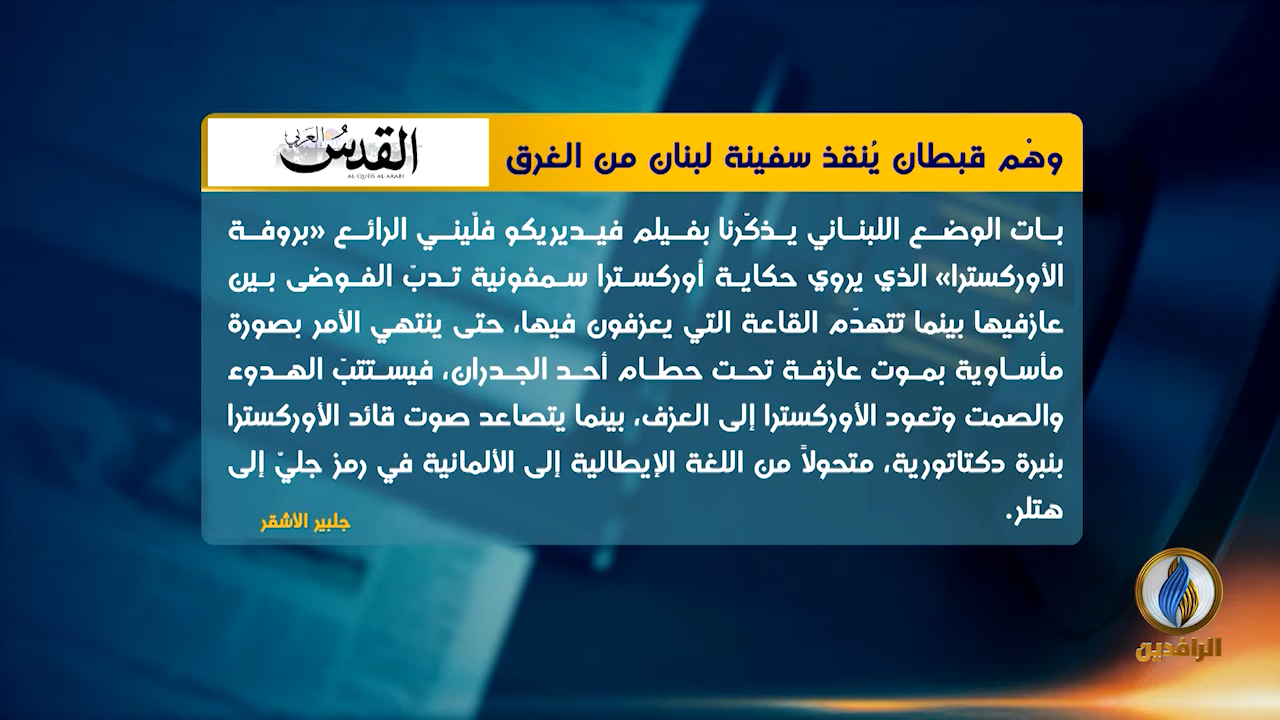 وهْم قبطان يُنقذ سفينة لبنان من الغرق
القدس العربي
AL-QUDS AL-ARABI
بات الوضع اللبناني يذكّرنا بفيلم فيديريكو فلّيني الرائع «بروفة
الأوركسترا» الذي يروي حكاية أوركسترا سمفونية تدبّ الفوضى بين
عازفيها بينما تتهدّم القاعة التي يعزفون فيها، حتى ينتهي الأمر بصورة
مأساوية بموت عازفة تحت حطام أحد الجدران، فيستتبّ الهدوء
والصمت وتعود الأوركسترا إلى العزف، بينما يتصاعد صوت قائد الأوركسترا
بنبرة دكتاتورية، متحولاً من اللغة الإيطالية إلى الألمانية في رمز جليّ إلى
هتلر.
جلبير الأشقر
الرافدين